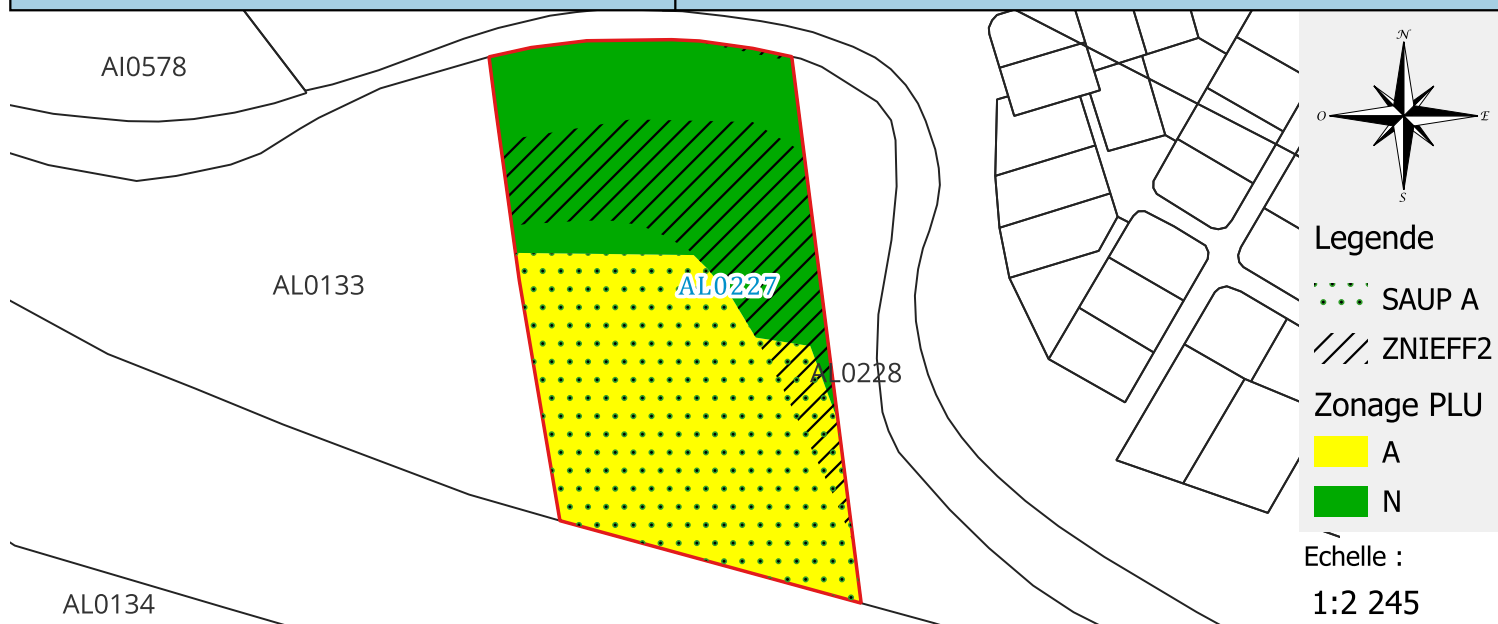 AI0578
AL0133
AL0227
AL0228
AL0134
N
O
E
S
Legende
SAUP A
ZNIEFF2
Zonage PLU
A
N
Echelle :
1:2 245